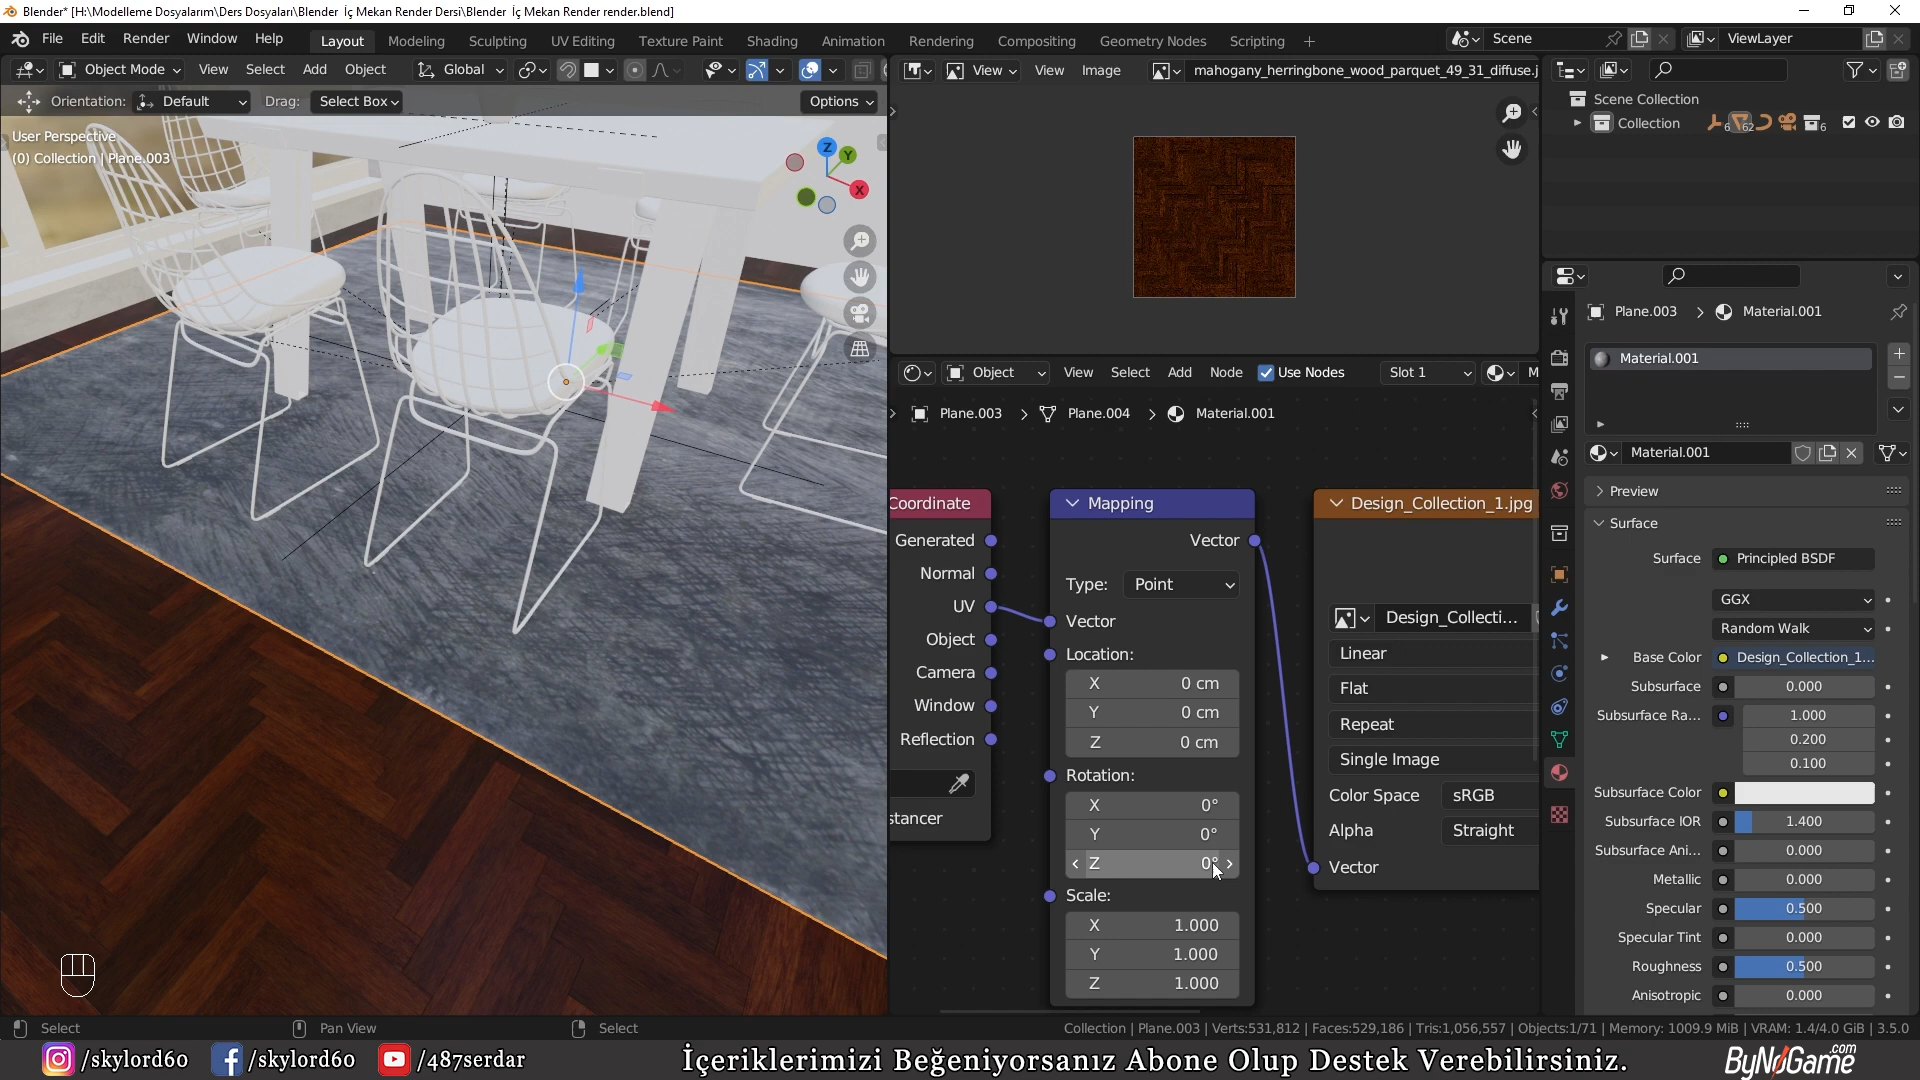 Blender* [H:\Modelleme Dosyalarım\Ders Dosyaları\Blender İç Mekan Render Dersi\Blender İç Mekan Render render.blend]
File Edit Render Window Help
Layout Modeling Sculpting UV Editing Texture Paint Shading Animation Rendering Compositing Geometry Nodes Scripting +
Scene
ViewLayer
Object Mode View Select Add Object Global
Orientation: Default Drag: Select Box Options
User Perspective
(0) Collection | Plane.003
Z Y X
View View Image mahogany_herringbone_wood_parquet_49_31_diffuse.j
Object View Select Add Node Use Nodes Slot 1 M
Plane.003 > Plane.004 > Material.001
Coordinate
Generated
Normal
UV
Object
Camera
Window
Reflection
stancer
Mapping
Vector
Type: Point
Vector
Location:
X 0 cm
Y 0 cm
Z 0 cm
Rotation:
X 0°
Y 0°
Z 0°
Scale:
X 1.000
Y 1.000
Z 1.000
Design_Collection_1.jpg
Design_Collecti...
Linear
Flat
Repeat
Single Image
Color Space sRGB
Alpha Straight
Vector
Scene Collection
Collection 6 62 6
Plane.003 > Material.001
Material.001
Material.001
Preview
Surface
Surface Principled BSDF
GGX
Random Walk
Base Color Design_Collection_1...
Subsurface 0.000
Subsurface Ra... 1.000
0.200
0.100
Subsurface Color
Subsurface IOR 1.400
Subsurface Ani... 0.000
Metallic 0.000
Specular 0.500
Specular Tint 0.000
Roughness 0.500
Anisotropic 0.000
Select Pan View Select
Collection | Plane.003 | Verts:531,812 | Faces:529,186 | Tris:1,056,557 | Objects:1/71 | Memory: 1009.9 MiB | VRAM: 1.4/4.0 GiB | 3.5.0
/skylord60 /skylord60 /487serdar İçeriklerimizi Beğeniyorsanız Abone Olup Destek Verebilirsiniz. ByNoGame.com